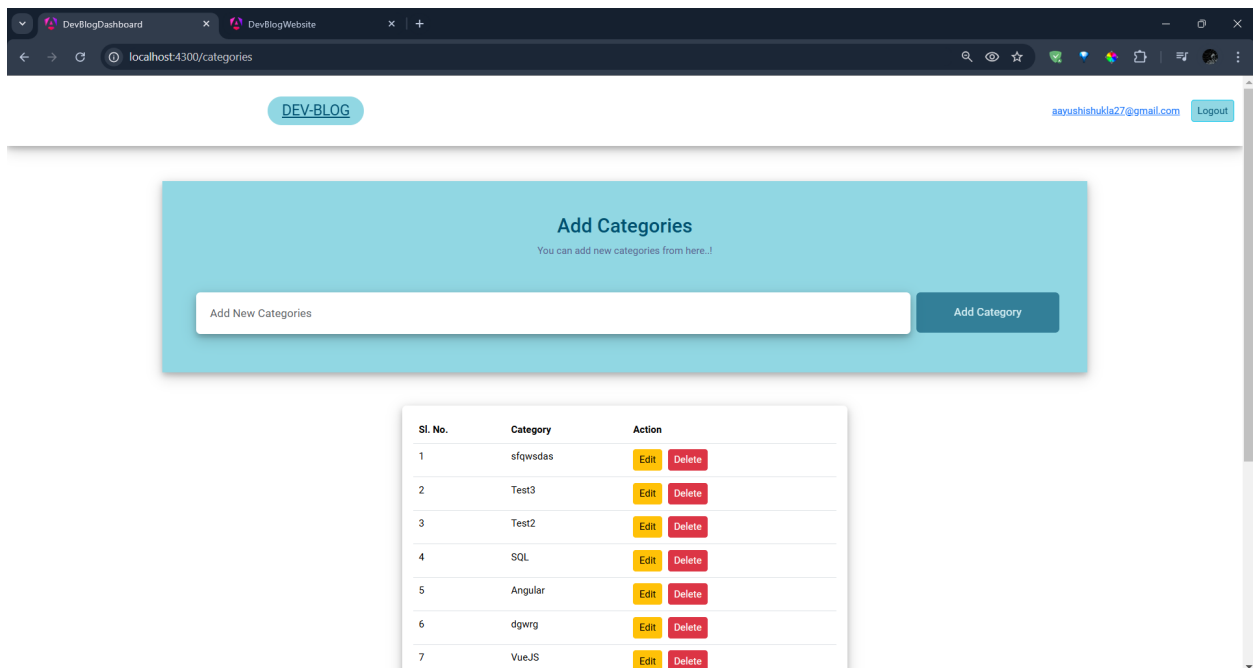 DevBlogDashboard DevBlogWebsite
localhost:4300/categories
DEV-BLOG aayushishukla27@gmail.com Logout
Add Categories
You can add new categories from here..!
Add New Categories Add Category
Sl. No. Category Action
1 sfqwsdas Edit Delete
2 Test3 Edit Delete
3 Test2 Edit Delete
4 SQL Edit Delete
5 Angular Edit Delete
6 dgwrg Edit Delete
7 VueJS Edit Delete